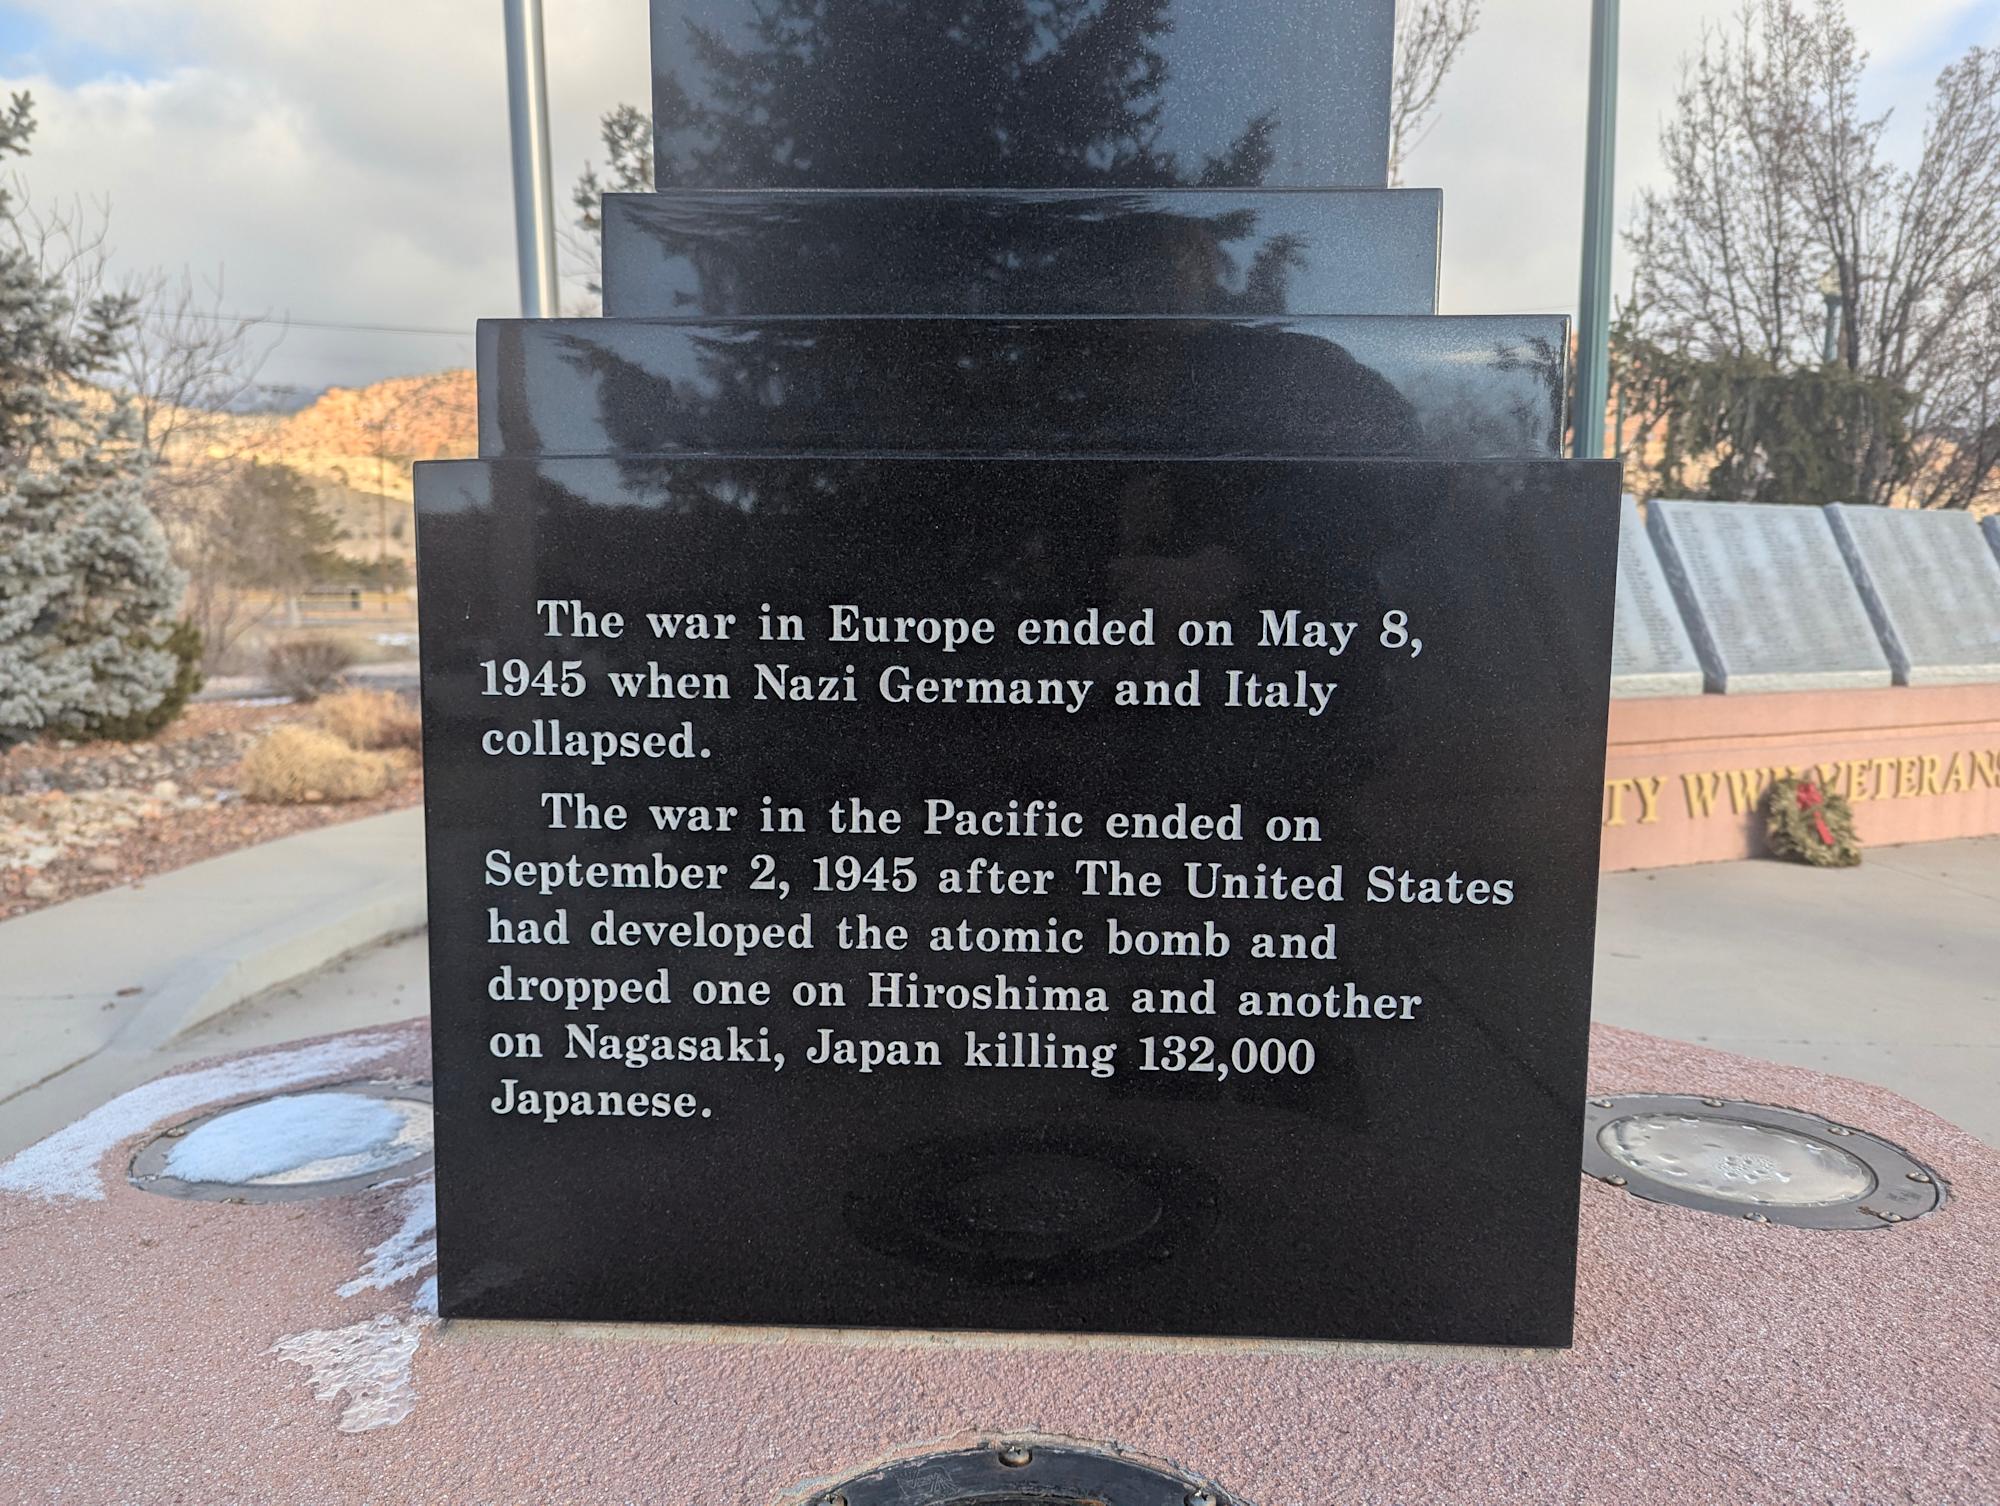 The war in Europe ended on May 8,
1945 when Nazi Germany and Italy
collapsed.
The war in the Pacific ended on
September 2, 1945 after The United States
had developed the atomic bomb and
dropped one on Hiroshima and another
on Nagasaki, Japan killing 132,000
Japanese.
VETERANS